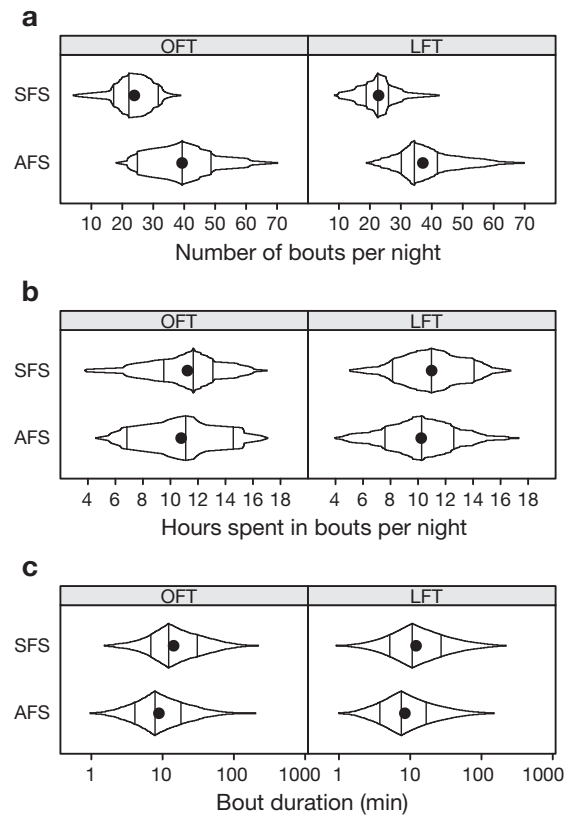 a
OFT LFT
SFS
AFS
10 20 30 40 50 60 70 10 20 30 40 50 60 70
Number of bouts per night
b
OFT LFT
SFS
AFS
4 6 8 10 12 14 16 18 4 6 8 10 12 14 16 18
Hours spent in bouts per night
c
OFT LFT
SFS
AFS
1 10 100 1000 1 10 100 1000
Bout duration (min)